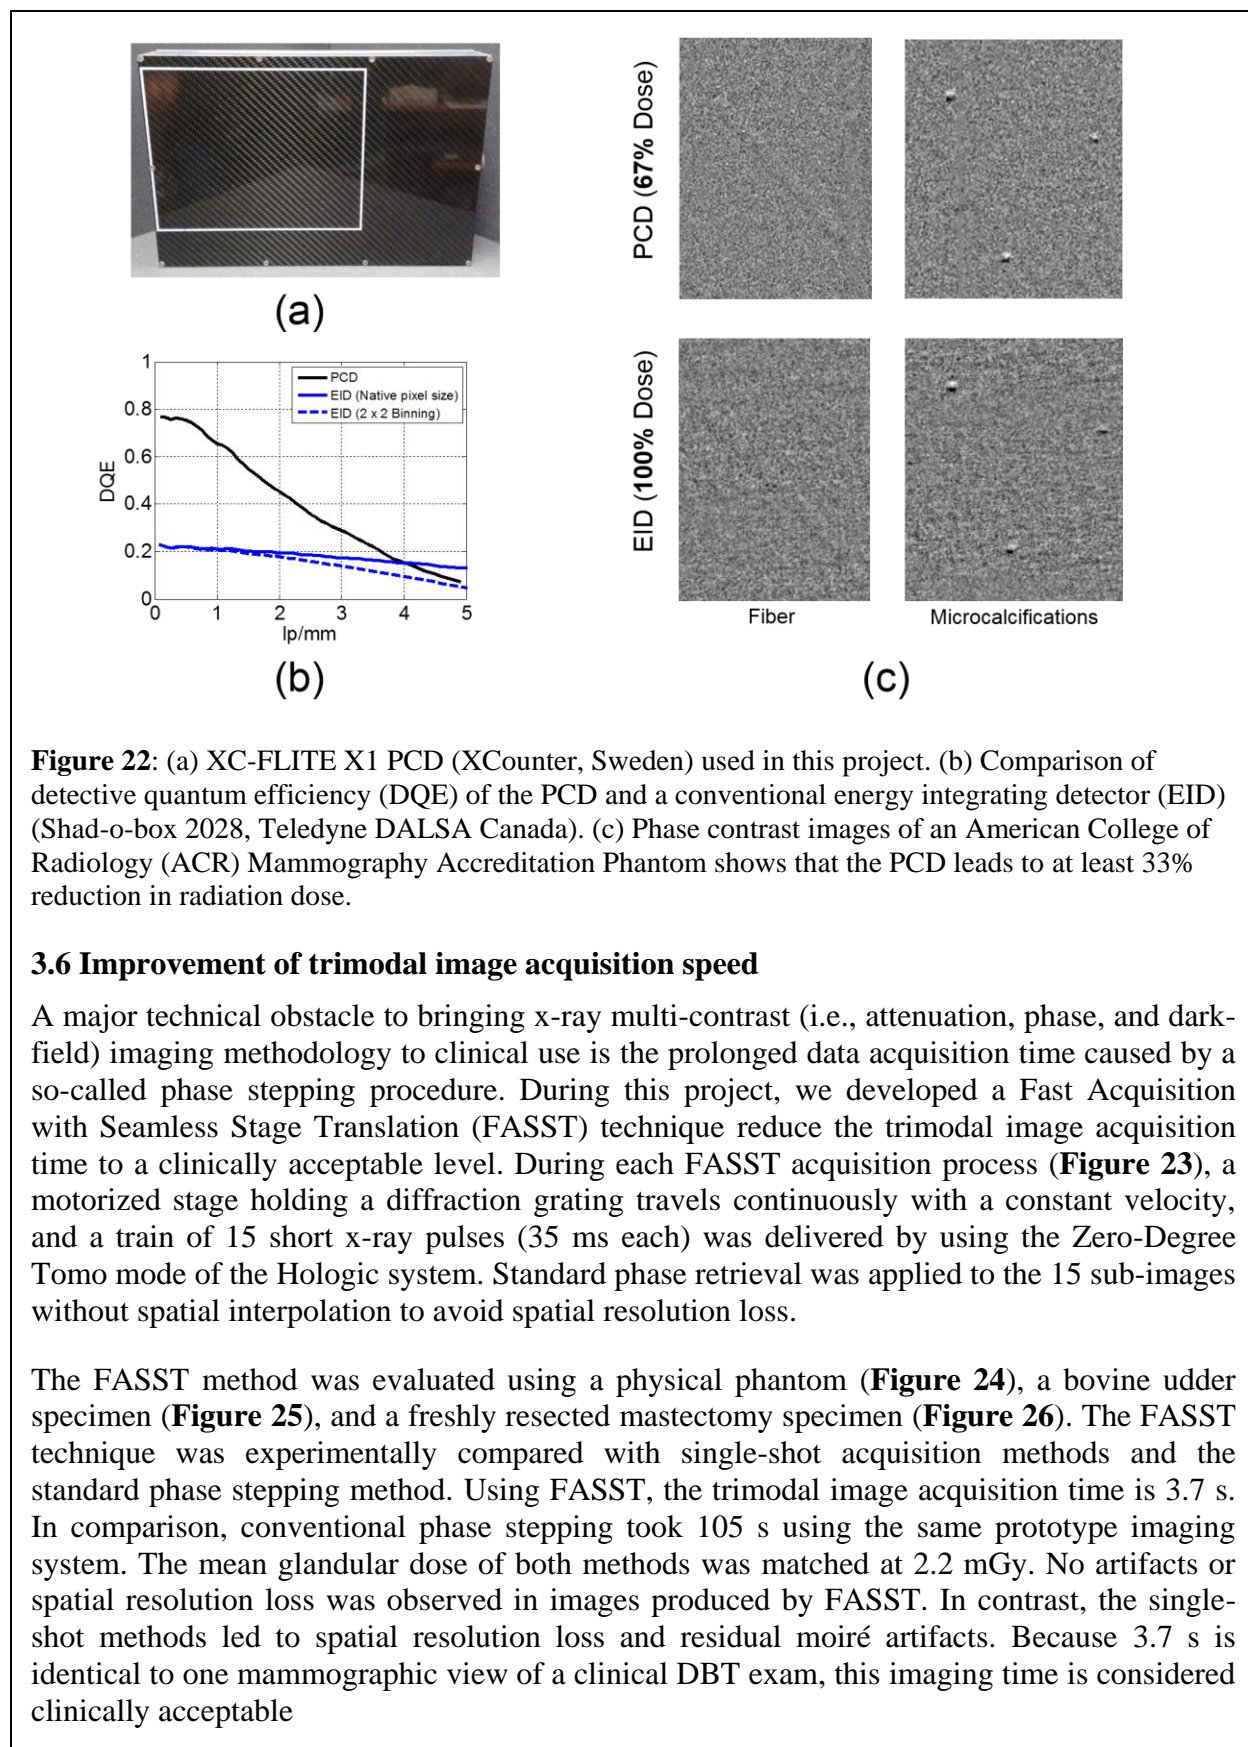 PCD (67% Dose)
(a)
1
0.8
0.6
0.4
0.2
0
DQE
PCD
EID (Native pixel size)
EID (2 x 2 Binning)
0 1 2 3 4 5
lp/mm
(b)
EID (100% Dose)
Fiber Microcalcifications
(c)
Figure 22: (a) XC-FLITE X1 PCD (XCounter, Sweden) used in this project. (b) Comparison of
detective quantum efficiency (DQE) of the PCD and a conventional energy integrating detector (EID)
(Shad-o-box 2028, Teledyne DALSA Canada). (c) Phase contrast images of an American College of
Radiology (ACR) Mammography Accreditation Phantom shows that the PCD leads to at least 33%
reduction in radiation dose.
3.6 Improvement of trimodal image acquisition speed
A major technical obstacle to bringing x-ray multi-contrast (i.e., attenuation, phase, and dark-
field) imaging methodology to clinical use is the prolonged data acquisition time caused by a
so-called phase stepping procedure. During this project, we developed a Fast Acquisition
with Seamless Stage Translation (FASST) technique reduce the trimodal image acquisition
time to a clinically acceptable level. During each FASST acquisition process (Figure 23), a
motorized stage holding a diffraction grating travels continuously with a constant velocity,
and a train of 15 short x-ray pulses (35 ms each) was delivered by using the Zero-Degree
Tomo mode of the Hologic system. Standard phase retrieval was applied to the 15 sub-images
without spatial interpolation to avoid spatial resolution loss.
The FASST method was evaluated using a physical phantom (Figure 24), a bovine udder
specimen (Figure 25), and a freshly resected mastectomy specimen (Figure 26). The FASST
technique was experimentally compared with single-shot acquisition methods and the
standard phase stepping method. Using FASST, the trimodal image acquisition time is 3.7 s.
In comparison, conventional phase stepping took 105 s using the same prototype imaging
system. The mean glandular dose of both methods was matched at 2.2 mGy. No artifacts or
spatial resolution loss was observed in images produced by FASST. In contrast, the single-
shot methods led to spatial resolution loss and residual moiré artifacts. Because 3.7 s is
identical to one mammographic view of a clinical DBT exam, this imaging time is considered
clinically acceptable